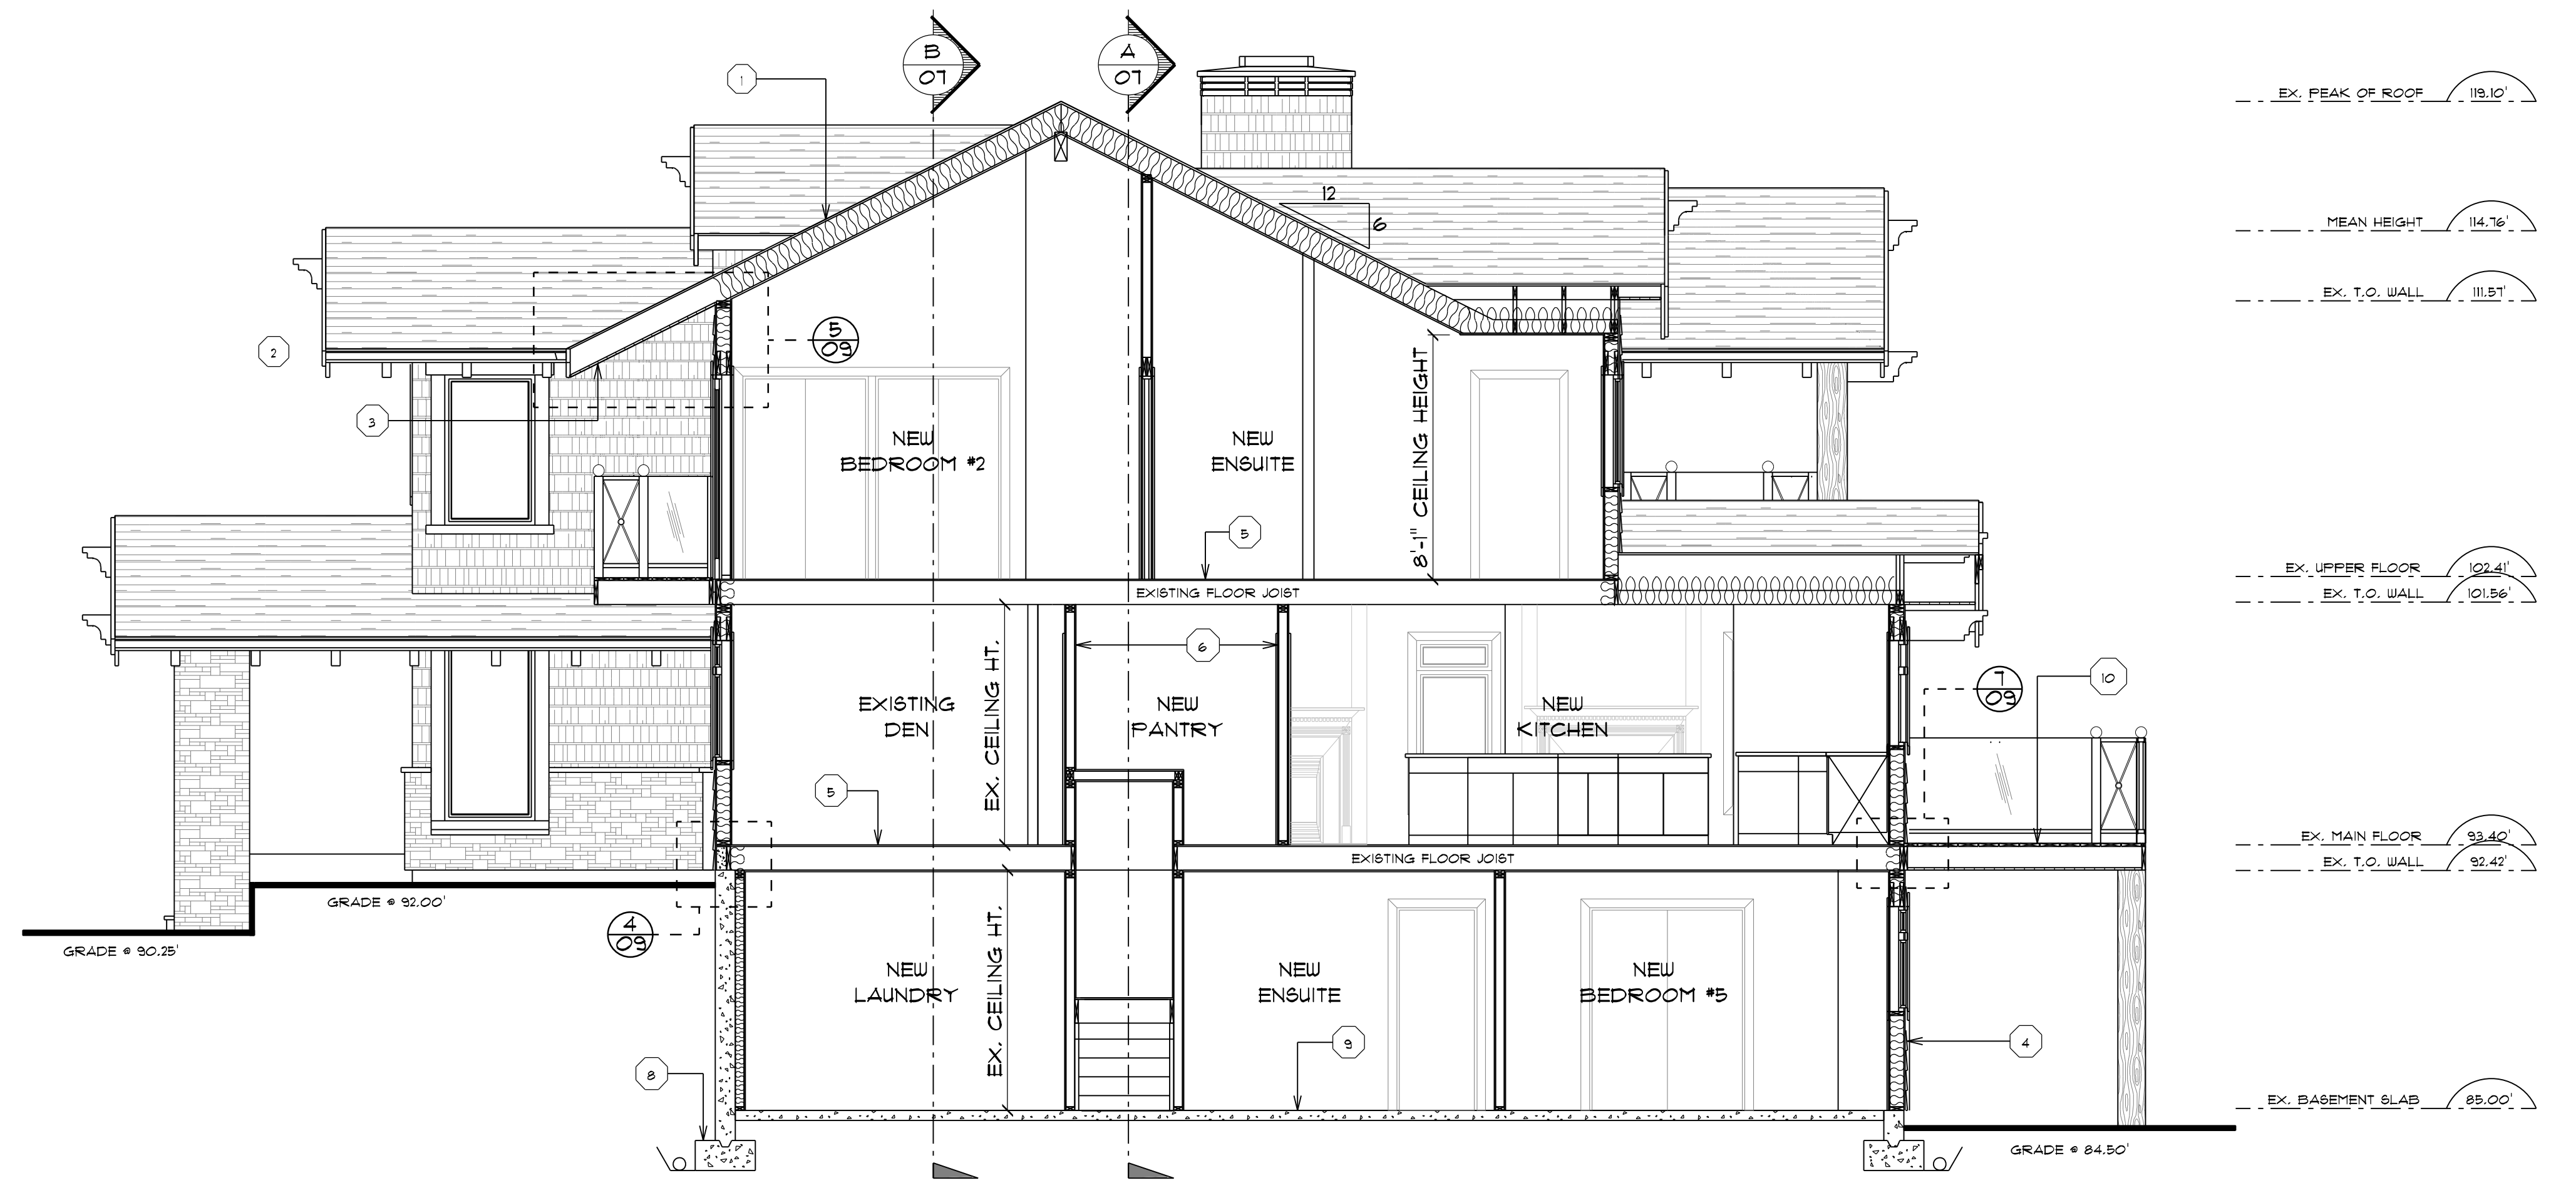 B
07
A
07
1
EX. PEAK OF ROOF 119.10'
12
6
MEAN HEIGHT 114.76'
EX. T.O. WALL 111.57'
2
5
09
3
8'-1" CEILING HEIGHT
NEW
BEDROOM #2
NEW
ENSUITE
5
EX. UPPER FLOOR 102.41'
EXISTING FLOOR JOIST
EX. T.O. WALL 101.56'
6
EX. CEILING HT.
EXISTING
DEN
NEW
PANTRY
NEW
KITCHEN
7
09
10
5
EX. MAIN FLOOR 93.40'
EXISTING FLOOR JOIST
EX. T.O. WALL 92.42'
GRADE @ 92.00'
4
09
GRADE @ 90.25'
EX. CEILING HT.
NEW
LAUNDRY
NEW
ENSUITE
NEW
BEDROOM #5
9
4
8
EX. BASEMENT SLAB 85.00'
GRADE @ 84.50'